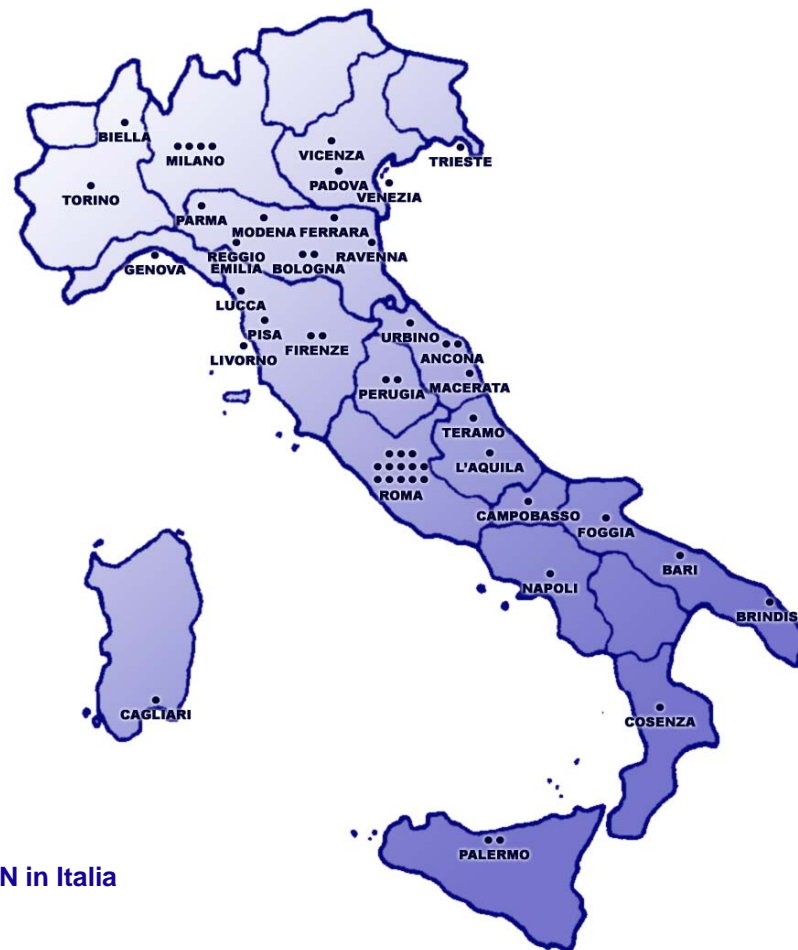 BIELLA
MILANO
VICENZA
TRIESTE
PADOVA
VENEZIA
TORINO
PARMA
MODENA
FERRARA
REGGIO
EMILIA
BOLOGNA
RAVENNA
GENOVA
LUCCA
PISA
FIRENZE
LIVORNO
URBINO
ANCONA
MACERATA
PERUGIA
TERAMO
L'AQUILA
ROMA
CAMPOBASSO
FOGGIA
BARI
NAPOLI
BRINDIS
CAGLIARI
COSENZA
PALERMO
N in Italia